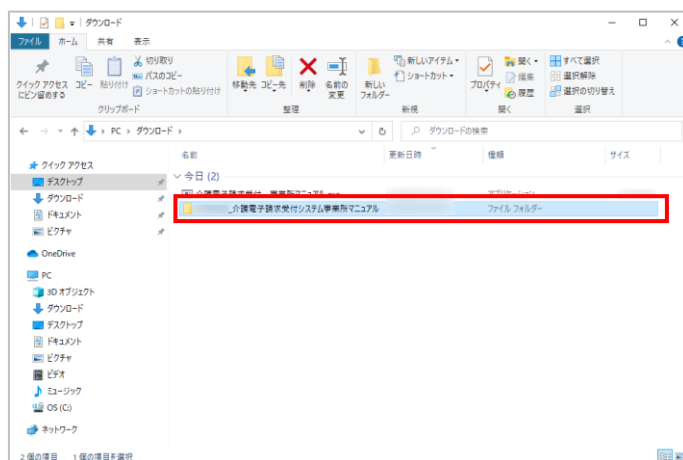 ダウンロード
ファイル ホーム 共有 表示
クイック アクセスにピン留めする
コピー
貼り付け
切り取り
パスのコピー
ショートカットの貼り付け
クリップボード
移動先
コピー先
削除
名前の変更
整理
新しいフォルダー
新しいアイテム
ショートカット
新規
プロパティ
開く
編集
履歴
開く
すべて選択
選択解除
選択の切り替え
選択
PC › ダウンロード ›
ダウンロードの検索
名前 更新日時 種類 サイズ
今日 (2)
_介護電子請求受付システム事業所マニュアル ファイル フォルダー
クイック アクセス
デスクトップ
ダウンロード
ドキュメント
ピクチャ
OneDrive
PC
3D オブジェクト
ダウンロード
デスクトップ
ドキュメント
ピクチャ
ビデオ
ミュージック
OS (C:)
ネットワーク
2 個の項目 1 個の項目を選択